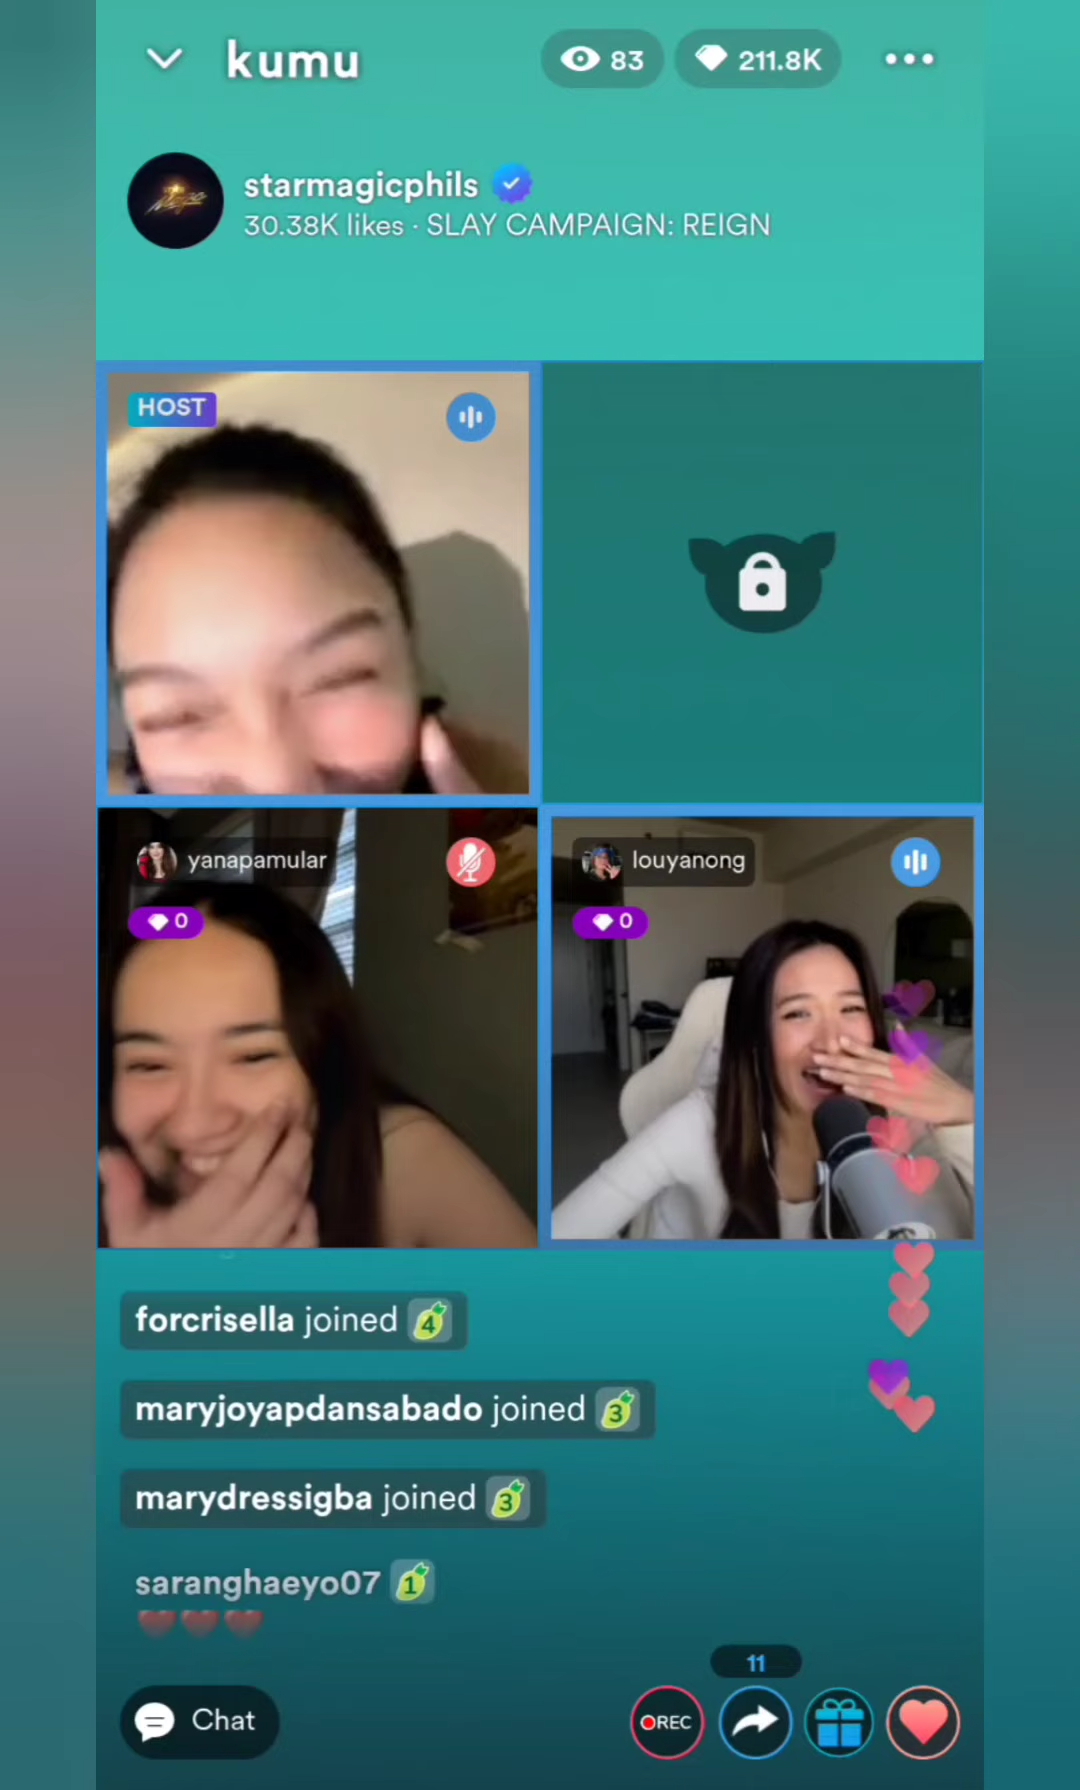 kumu
83
211.8K
starmagicphils
30.38K likes · SLAY CAMPAIGN: REIGN
HOST
yanapamular
0
louyanong
0
forcrisella joined 4
maryjoyapdansabado joined 3
marydressigba joined 3
saranghaeyo07 1
11
Chat
REC